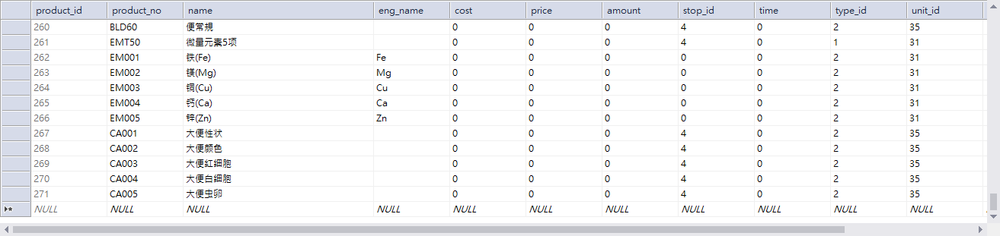 product_id product_no name eng_name cost price amount stop_id time type_id unit_id
260 BLD60 便常規 0 0 0 4 0 2 35
261 EMT50 微量元素5项 0 0 0 4 0 1 31
262 EM001 铁(Fe) Fe 0 0 0 0 0 2 31
263 EM002 镁(Mg) Mg 0 0 0 0 0 2 31
264 EM003 铜(Cu) Cu 0 0 0 0 0 2 31
265 EM004 钙(Ca) Ca 0 0 0 0 0 2 31
266 EM005 锌(Zn) Zn 0 0 0 0 0 2 31
267 CA001 大便性状 0 0 0 4 0 2 35
268 CA002 大便颜色 0 0 0 4 0 2 35
269 CA003 大便红细胞 0 0 0 4 0 2 35
270 CA004 大便白细胞 0 0 0 4 0 2 35
271 CA005 大便虫卵 0 0 0 4 0 2 35
NULL NULL NULL NULL NULL NULL NULL NULL NULL NULL NULL